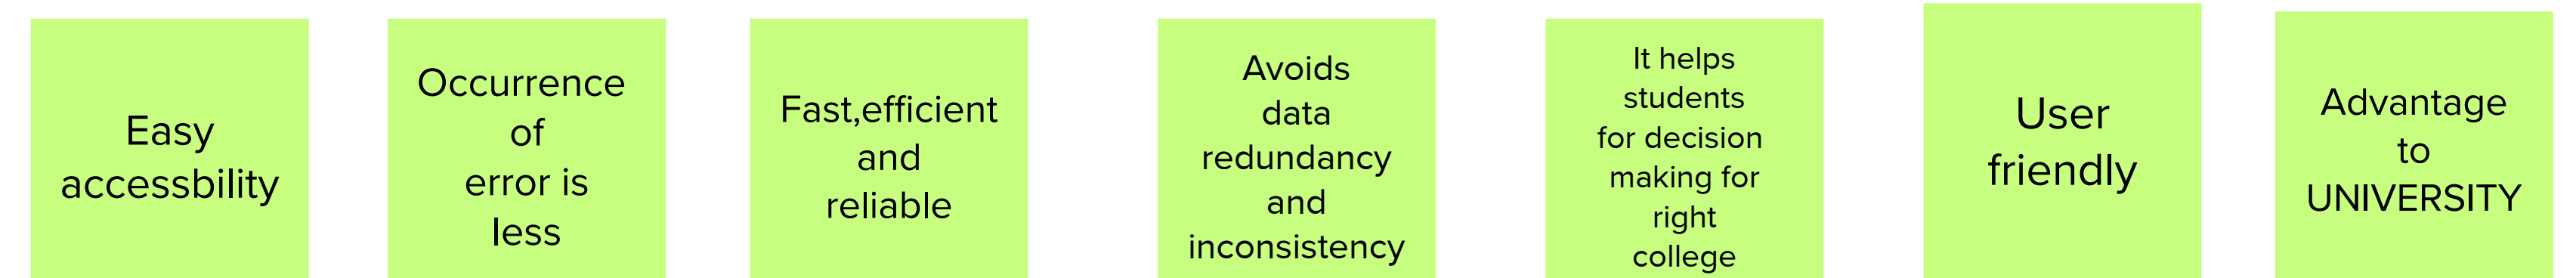 Easy
accessbility
Occurrence
of
error is
less
Fast,efficient
and
reliable
Avoids
data
redundancy
and
inconsistency
It helps
students
for decision
making for
right
college
User
friendly
Advantage
to
UNIVERSITY